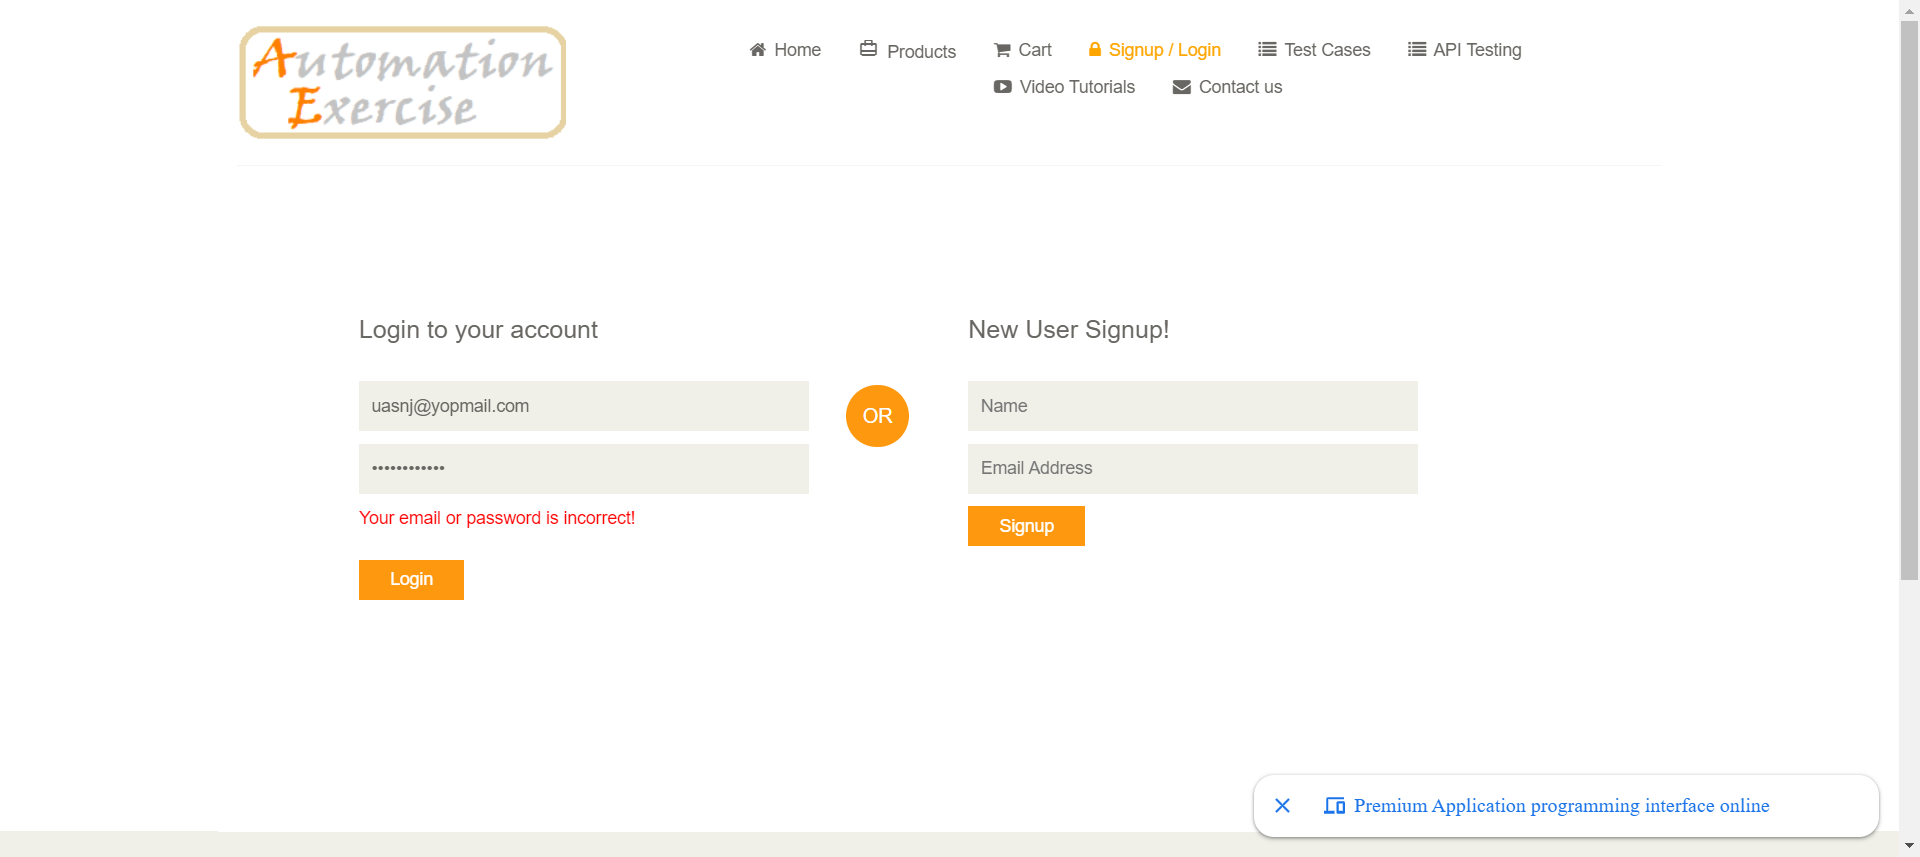 Automation
Exercise
Home
Products
Cart
Signup / Login
Test Cases
API Testing
Video Tutorials
Contact us
Login to your account
New User Signup!
uasnj@yopmail.com
OR
Name
••••••••••••
Email Address
Your email or password is incorrect!
Signup
Login
Premium Application programming interface online